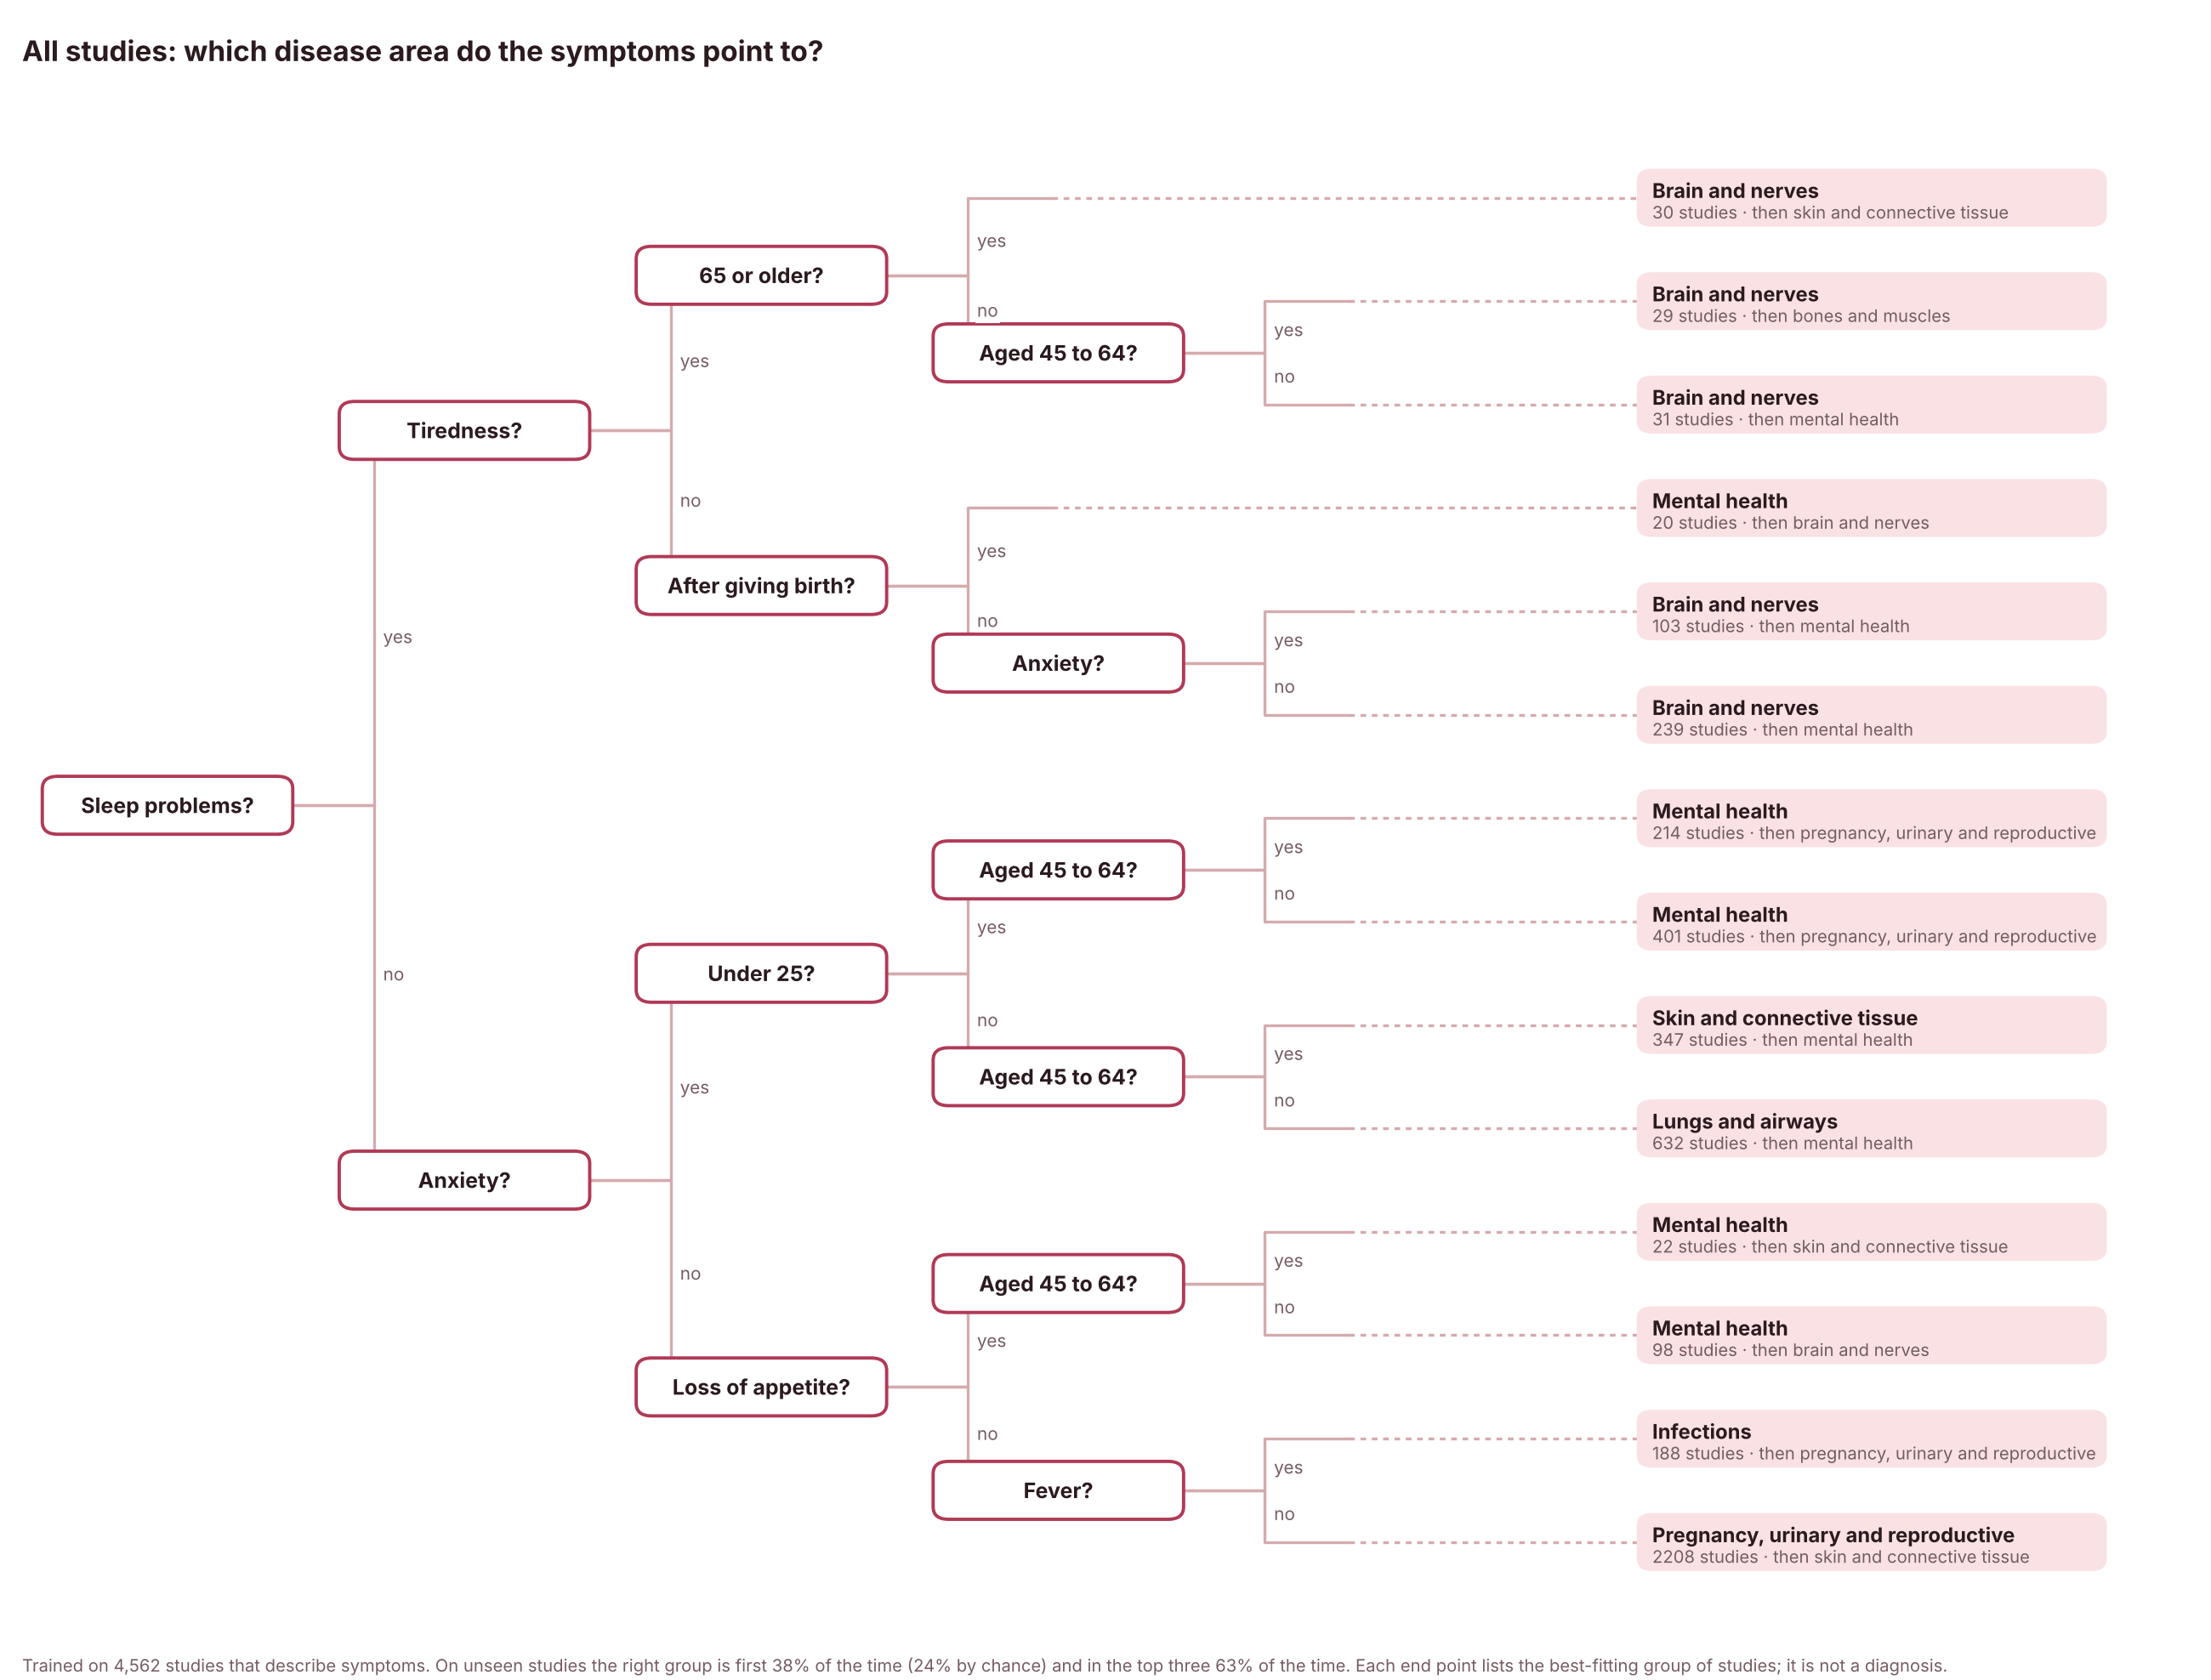 All studies: which disease area do the symptoms point to?
Brain and nerves
30 studies · then skin and connective tissue
yes
65 or older?
Brain and nerves
29 studies · then bones and muscles
no
yes
Aged 45 to 64?
yes
no
Brain and nerves
31 studies · then mental health
Tiredness?
no
Mental health
20 studies · then brain and nerves
yes
After giving birth?
Brain and nerves
103 studies · then mental health
no
yes
yes
Anxiety?
no
Brain and nerves
239 studies · then mental health
Sleep problems?
Mental health
214 studies · then pregnancy, urinary and reproductive
yes
Aged 45 to 64?
no
Mental health
401 studies · then pregnancy, urinary and reproductive
yes
Under 25?
no
Skin and connective tissue
347 studies · then mental health
no
yes
Aged 45 to 64?
yes
no
Lungs and airways
632 studies · then mental health
Anxiety?
Mental health
22 studies · then skin and connective tissue
yes
no
Aged 45 to 64?
no
Mental health
98 studies · then brain and nerves
yes
Loss of appetite?
Infections
188 studies · then pregnancy, urinary and reproductive
no
yes
Fever?
no
Pregnancy, urinary and reproductive
2208 studies · then skin and connective tissue
Trained on 4,562 studies that describe symptoms. On unseen studies the right group is first 38% of the time (24% by chance) and in the top three 63% of the time. Each end point lists the best-fitting group of studies; it is not a diagnosis.